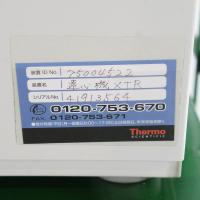 装置ID No. 75004522
装置名 遠心機XTR
シリアルNo. 41913564
0120-753-670
FAX 0120-753-671
Thermo
SCIENTIFIC